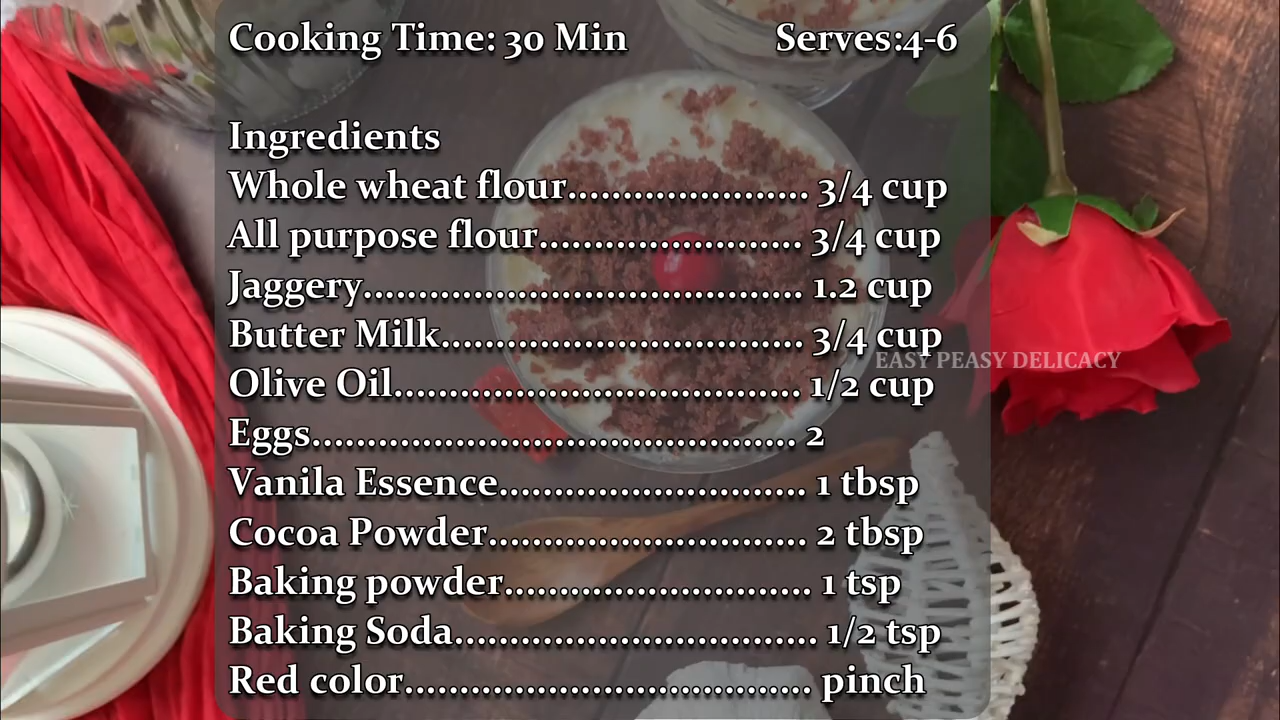 Cooking Time: 30 Min Serves:4-6
Ingredients
Whole wheat flour...................... 3/4 cup
All purpose flour........................ 3/4 cup
Jaggery........................................ 1.2 cup
Butter Milk................................. 3/4 cup
EASY PEASY DELICACY
Olive Oil..................................... 1/2 cup
Eggs............................................ 2
Vanila Essence............................ 1 tbsp
Cocoa Powder............................. 2 tbsp
Baking powder............................ 1 tsp
Baking Soda................................. 1/2 tsp
Red color..................................... pinch